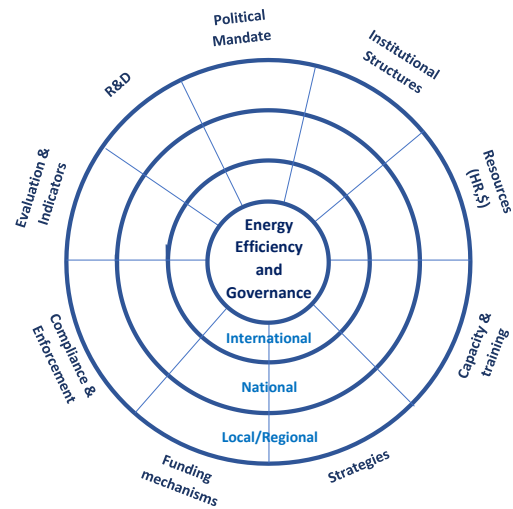 Political
Mandate
Institutional
Structures
Resources
(HR,$)
Capacity &
training
Strategies
Funding
mechanisms
Compliance &
Enforcement
Evaluation &
Indicators
R&D
Energy
Efficiency
and
Governance
International
National
Local/Regional